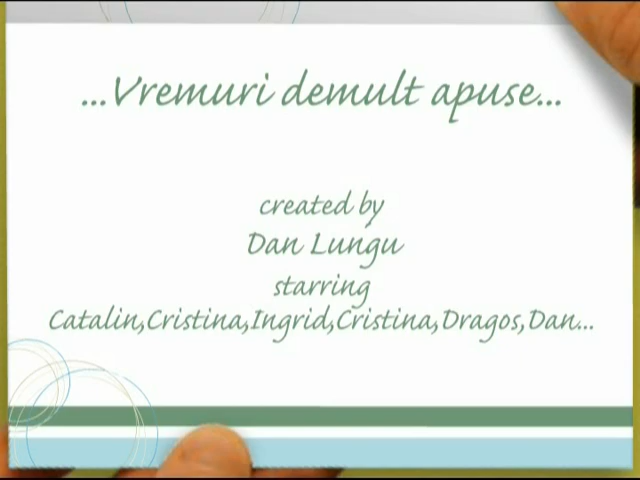 ...Vremuri demult apuse...
created by
Dan Lungu
starring
Catalin,Cristina,Ingrid,Cristina,Dragos,Dan...